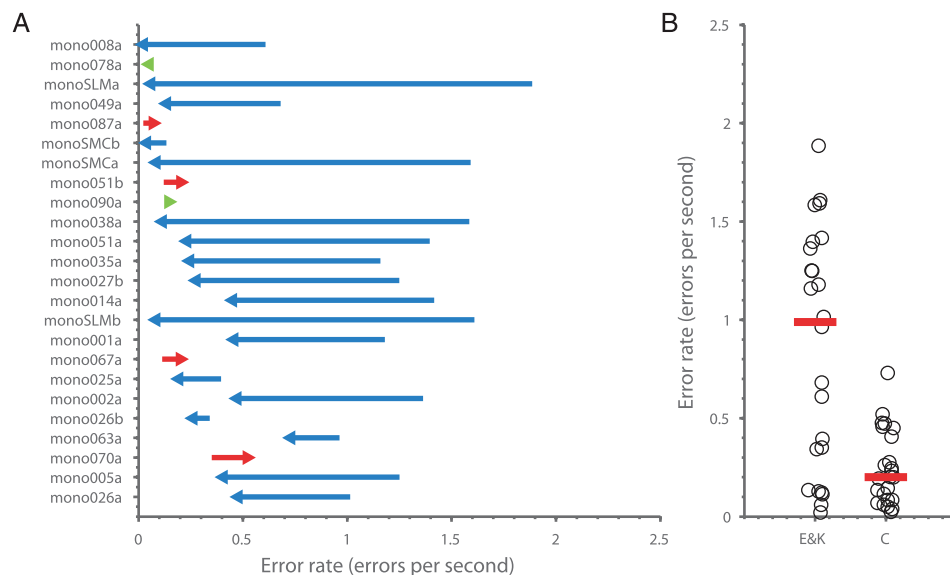 A
mono008a
mono078a
monoSLMa
mono049a
mono087a
monoSMCb
monoSMCa
mono051b
mono090a
mono038a
mono051a
mono035a
mono027b
mono014a
monoSLMb
mono001a
mono067a
mono025a
mono002a
mono026b
mono063a
mono070a
mono005a
mono026a
0 0.5 1 1.5 2 2.5
Error rate (errors per second)
B
Error rate (errors per second)
2.5
2
1.5
1
0.5
0
E&K C